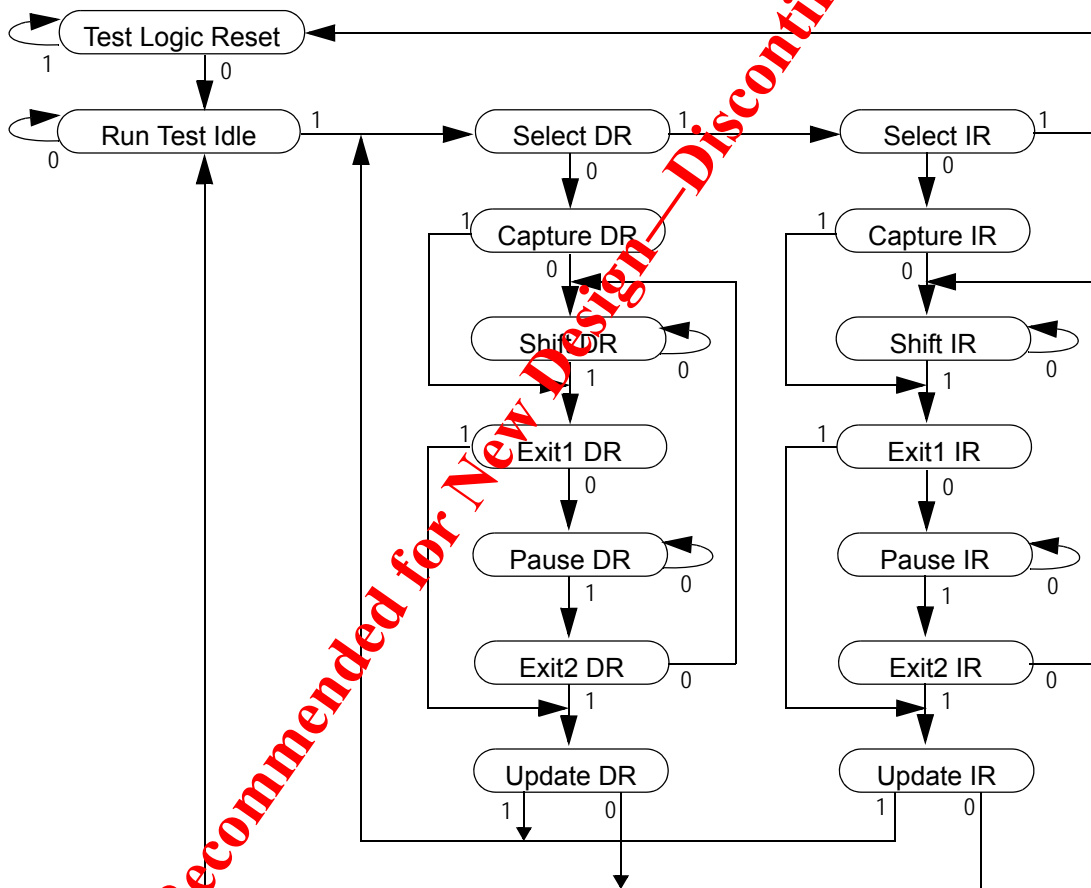 Test Logic Reset
1
0
Run Test Idle
1
0
Select DR
1
0
Select IR
1
0
Capture DR
1
0
Capture IR
1
0
Shift DR
0
1
Shift IR
0
1
Exit1 DR
1
0
Exit1 IR
1
0
Pause DR
0
1
Pause IR
0
1
Exit2 DR
0
1
Exit2 IR
0
1
Update DR
1
0
Update IR
1
0
ecommended for New Design—Disconti